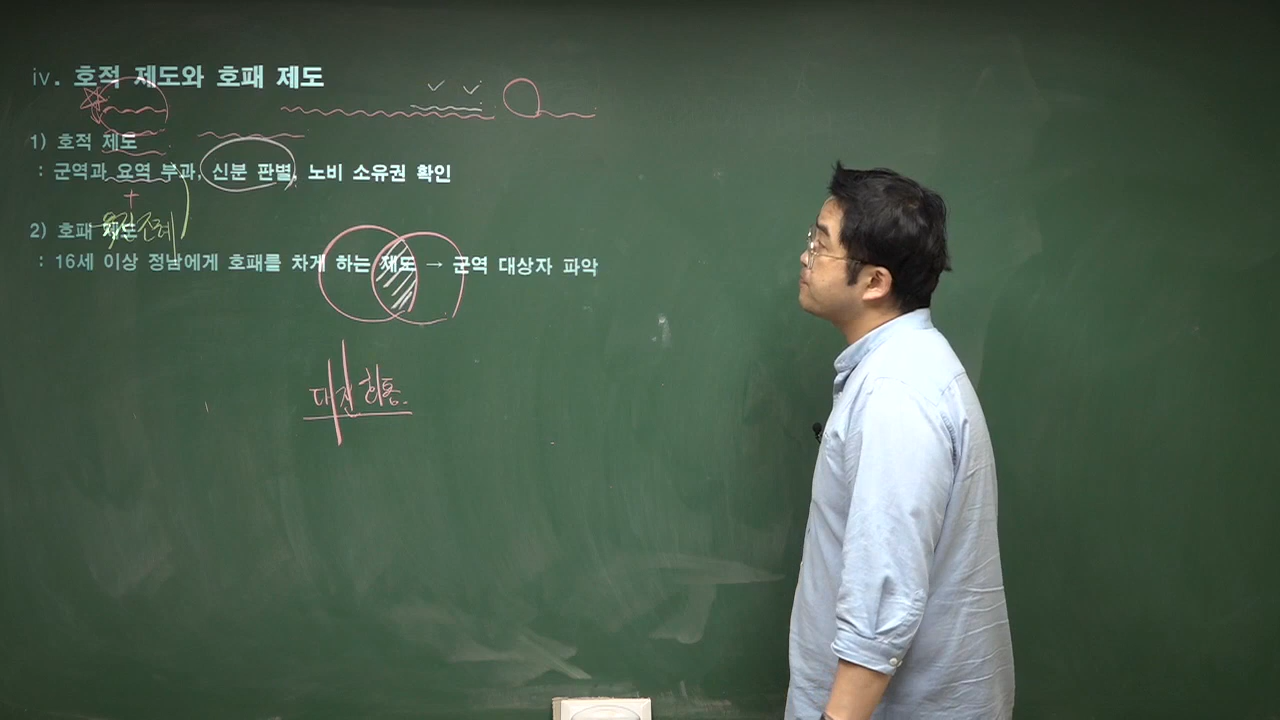 iv. 호적 제도와 호패 제도
1) 호적 제도
: 군역과 요역 부과, 신분 판별, 노비 소유권 확인
+
2) 호패 제도
: 16세 이상 정남에게 호패를 차게 하는 제도 → 군역 대상자 파악
대전회통